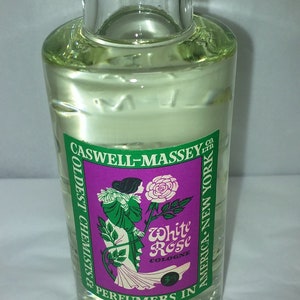 CASWELL-MASSEY CO. LTD.
OLDEST CHEMISTS &
PERFUMERS IN
AMERICA·NEW YORK
White
Rose
COLOGNE